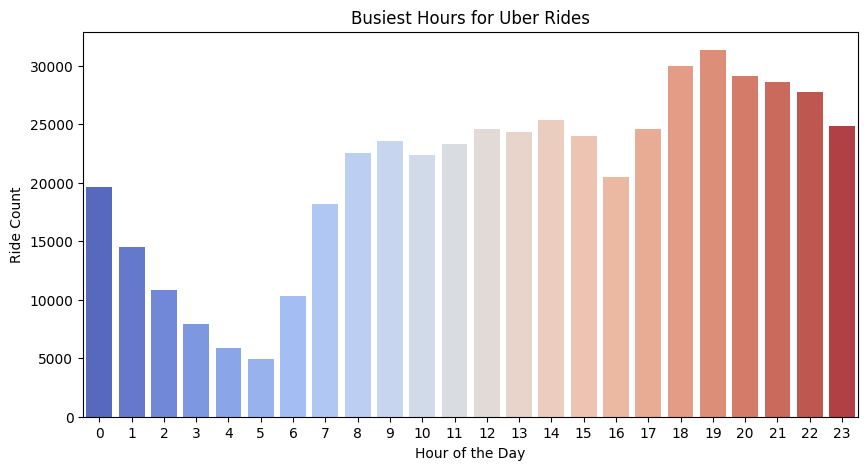 Busiest Hours for Uber Rides
30000
25000
20000
15000
10000
5000
0
Ride Count
0 1 2 3 4 5 6 7 8 9 10 11 12 13 14 15 16 17 18 19 20 21 22 23
Hour of the Day